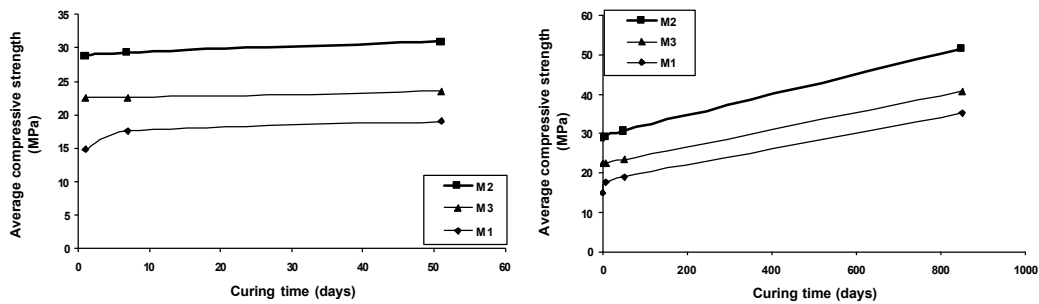 35
30
25
20
15
10
5
0
0 10 20 30 40 50 60
Average compressive strength
(MPa)
Curing time (days)
M2
M3
M1
60
50
40
30
20
10
0
0 200 400 600 800 1000
Average compressive strength
(MPa)
Curing time (days)
M2
M3
M1